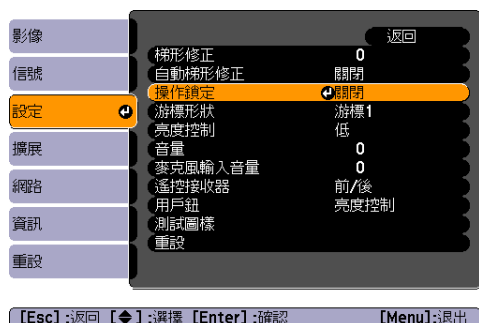 影像
信號
設定
擴展
網路
資訊
重設
返回
梯形修正 0
自動梯形修正 關閉
操作鎖定 關閉
游標形狀 游標1
亮度控制 低
音量 0
麥克風輸入音量 0
遙控接收器 前/後
用戶鈕 亮度控制
測試圖樣
重設
[Esc] :返回 [◆] :選擇 [Enter] :確認 [Menu]:退出